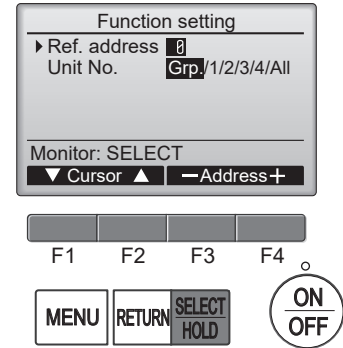 Function setting
Ref. address 0
Unit No. Grp./1/2/3/4/All
Monitor: SELECT
▼ Cursor ▲ −Address+
F1 F2 F3 F4
MENU RETURN SELECT HOLD ON OFF